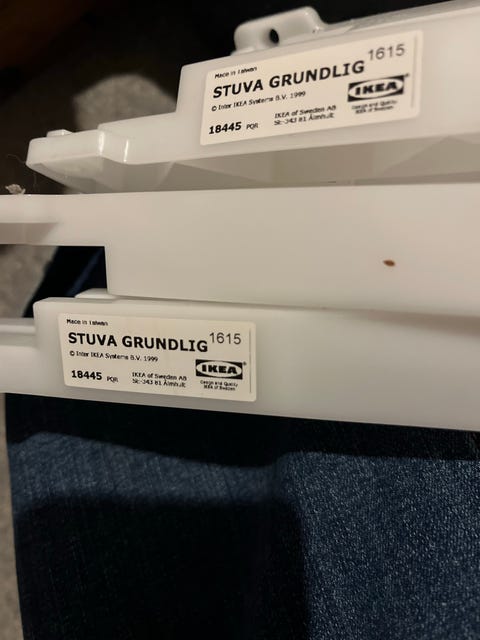 Made in Taiwan
STUVA GRUNDLIG 1615
© Inter IKEA Systems B.V. 1999
IKEA
Design and Quality
IKEA of Sweden
18445 PQR
IKEA of Sweden AB
SE-343 81 Älmhult
Made in Taiwan
STUVA GRUNDLIG 1615
© Inter IKEA Systems B.V. 1999
IKEA
Design and Quality
IKEA of Sweden
18445 PQR
IKEA of Sweden AB
SE-343 81 Älmhult